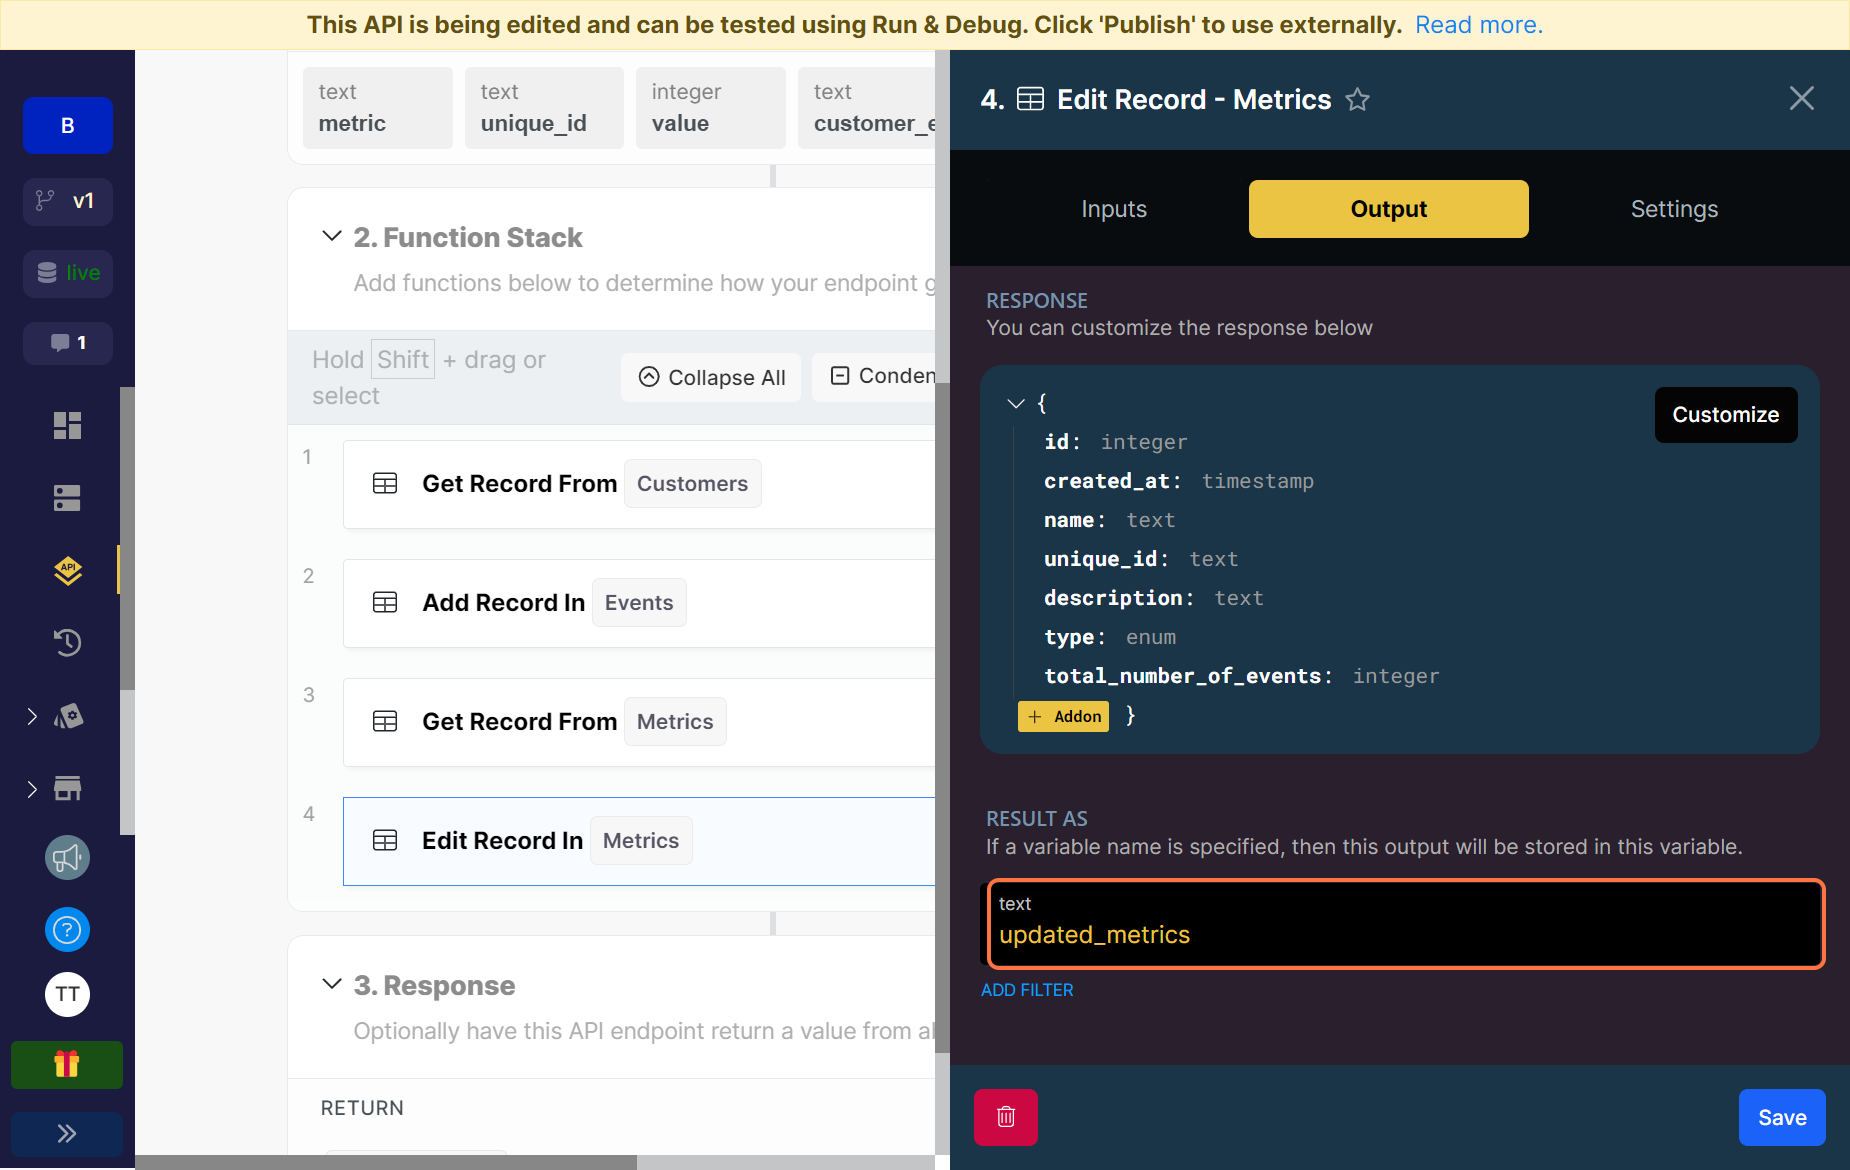 This API is being edited and can be tested using Run & Debug. Click 'Publish' to use externally. Read more.
B
v1
live
1
API
TT
text
metric
text
unique_id
integer
value
text
customer_e
2. Function Stack
Add functions below to determine how your endpoint g
Hold Shift + drag or
select
Collapse All
Conden
1
Get Record From Customers
2
Add Record In Events
3
Get Record From Metrics
4
Edit Record In Metrics
3. Response
Optionally have this API endpoint return a value from al
RETURN
4. Edit Record - Metrics
Inputs
Output
Settings
RESPONSE
You can customize the response below
Customize
{
id: integer
created_at: timestamp
name: text
unique_id: text
description: text
type: enum
total_number_of_events: integer
+ Addon }
RESULT AS
If a variable name is specified, then this output will be stored in this variable.
text
updated_metrics
ADD FILTER
Save